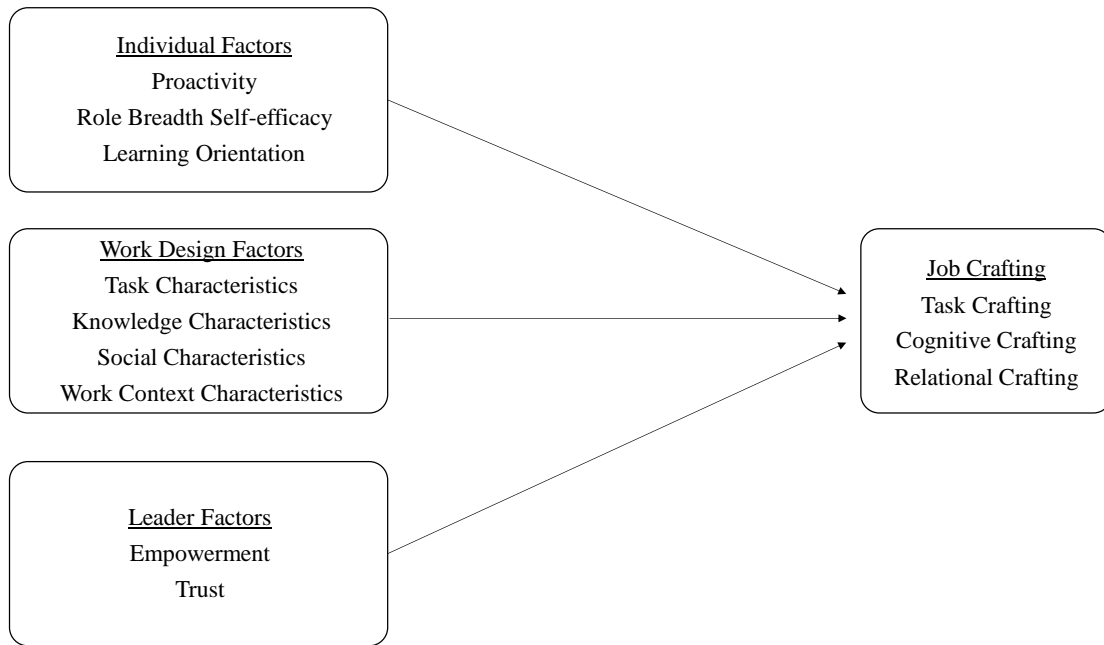 Individual Factors
Proactivity
Role Breadth Self-efficacy
Learning Orientation
Work Design Factors
Task Characteristics
Knowledge Characteristics
Social Characteristics
Work Context Characteristics
Leader Factors
Empowerment
Trust
Job Crafting
Task Crafting
Cognitive Crafting
Relational Crafting